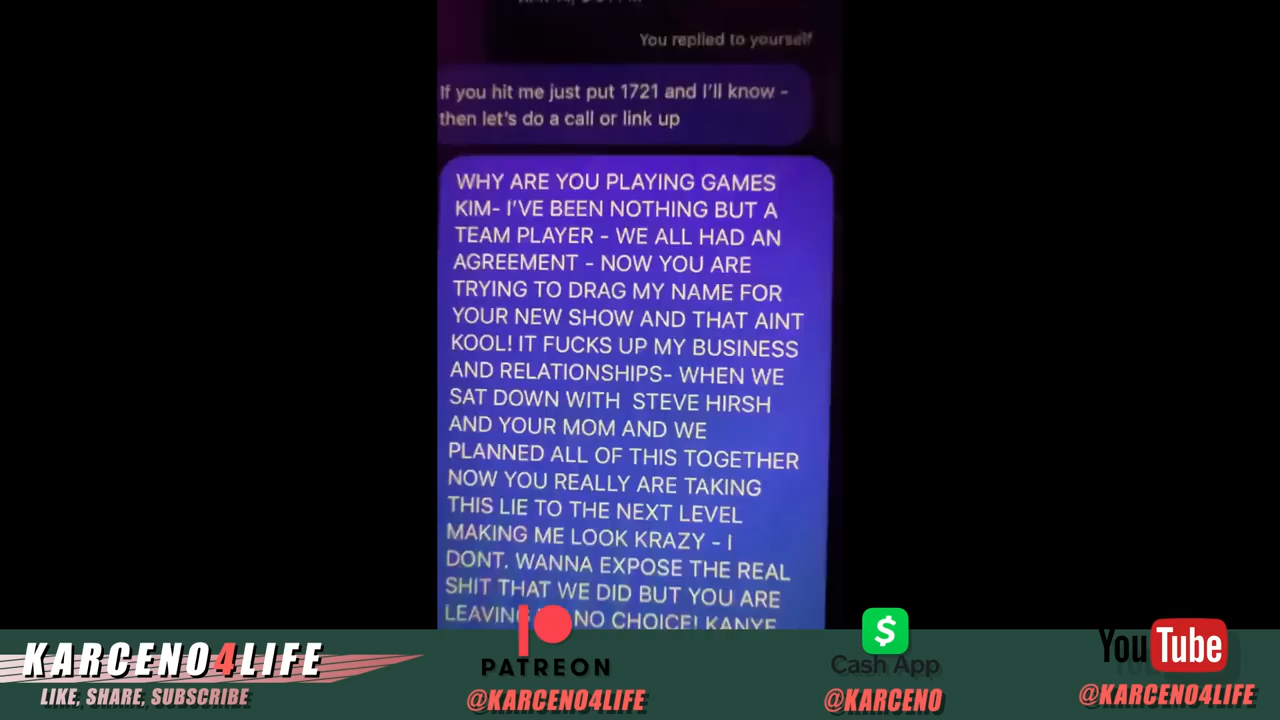 You replied to yourself
If you hit me just put 1721 and I'll know -
then let's do a call or link up
WHY ARE YOU PLAYING GAMES
KIM- I'VE BEEN NOTHING BUT A
TEAM PLAYER - WE ALL HAD AN
AGREEMENT - NOW YOU ARE
TRYING TO DRAG MY NAME FOR
YOUR NEW SHOW AND THAT AINT
KOOL! IT FUCKS UP MY BUSINESS
AND RELATIONSHIPS- WHEN WE
SAT DOWN WITH STEVE HIRSH
AND YOUR MOM AND WE
PLANNED ALL OF THIS TOGETHER
NOW YOU REALLY ARE TAKING
THIS LIE TO THE NEXT LEVEL
MAKING ME LOOK KRAZY - I
DONT. WANNA EXPOSE THE REAL
SHIT THAT WE DID BUT YOU ARE
LEAVING NO CHOICE! KANYE
KARCENO4LIFE
LIKE, SHARE, SUBSCRIBE
PATREON
@KARCENO4LIFE
$
Cash App
@KARCENO
YouTube
@KARCENO4LIFE